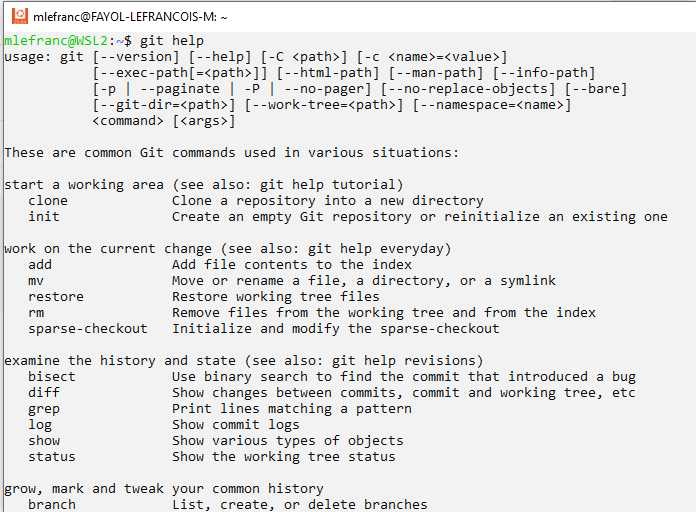 mlefranc@FAYOL-LEFRANCOIS-M: ~
mlefranc@WSL2:~$ git help
usage: git [--version] [--help] [-C <path>] [-c <name>=<value>]
           [--exec-path[=<path>]] [--html-path] [--man-path] [--info-path]
           [-p | --paginate | -P | --no-pager] [--no-replace-objects] [--bare]
           [--git-dir=<path>] [--work-tree=<path>] [--namespace=<name>]
           <command> [<args>]

These are common Git commands used in various situations:

start a working area (see also: git help tutorial)
   clone             Clone a repository into a new directory
   init              Create an empty Git repository or reinitialize an existing one

work on the current change (see also: git help everyday)
   add               Add file contents to the index
   mv                Move or rename a file, a directory, or a symlink
   restore           Restore working tree files
   rm                Remove files from the working tree and from the index
   sparse-checkout   Initialize and modify the sparse-checkout

examine the history and state (see also: git help revisions)
   bisect            Use binary search to find the commit that introduced a bug
   diff              Show changes between commits, commit and working tree, etc
   grep              Print lines matching a pattern
   log               Show commit logs
   show              Show various types of objects
   status            Show the working tree status

grow, mark and tweak your common history
   branch            List, create, or delete branches